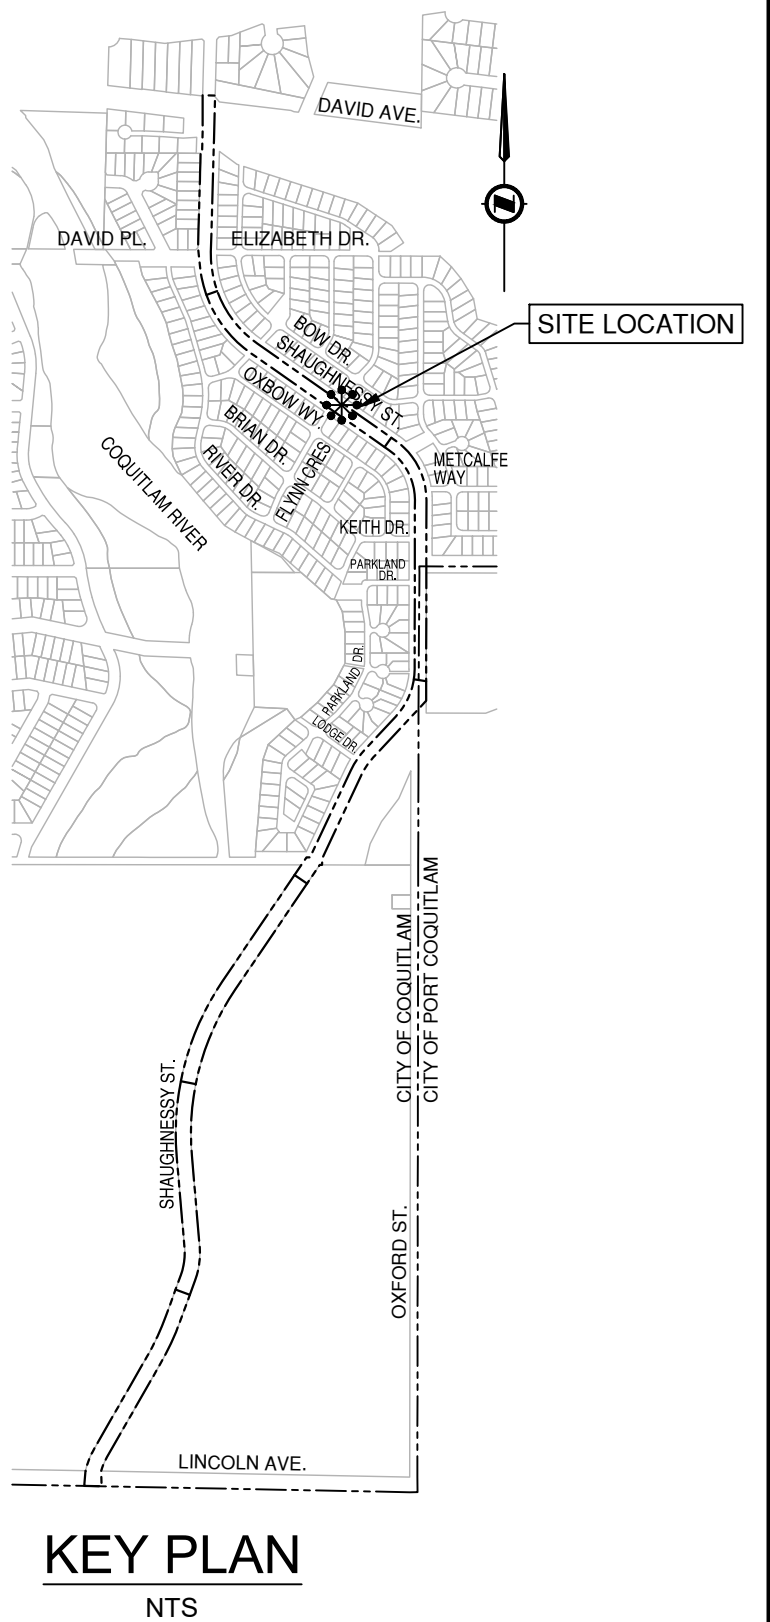 DAVID AVE.
DAVID PL.
ELIZABETH DR.
SITE LOCATION
BOW DR.
SHAUGHNESSY ST.
OXBOW WY.
BRIAN DR.
RIVER DR.
FLYNN CRES
COQUITLAM RIVER
METCALFE
WAY
KEITH DR.
PARKLAND
DR.
PARKLAND DR.
LODGE DR.
CITY OF COQUITLAM
CITY OF PORT COQUITLAM
SHAUGHNESSY ST.
OXFORD ST.
LINCOLN AVE.
KEY PLAN
NTS